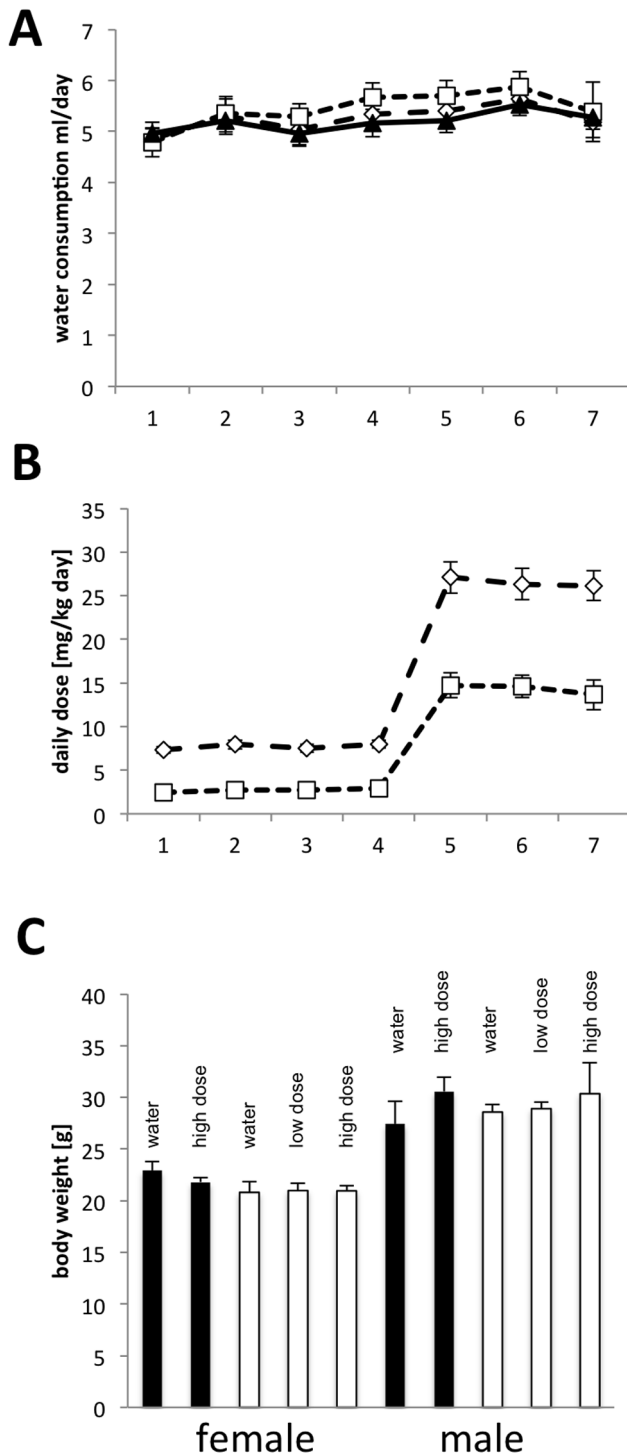 A
water consumption ml/day
7
6
5
4
3
2
1
0
1 2 3 4 5 6 7
B
daily dose [mg/kg day]
35
30
25
20
15
10
5
0
1 2 3 4 5 6 7
C
body weight [g]
40
35
30
25
20
15
10
5
0
water
high dose
water
low dose
high dose
water
high dose
water
low dose
high dose
female male